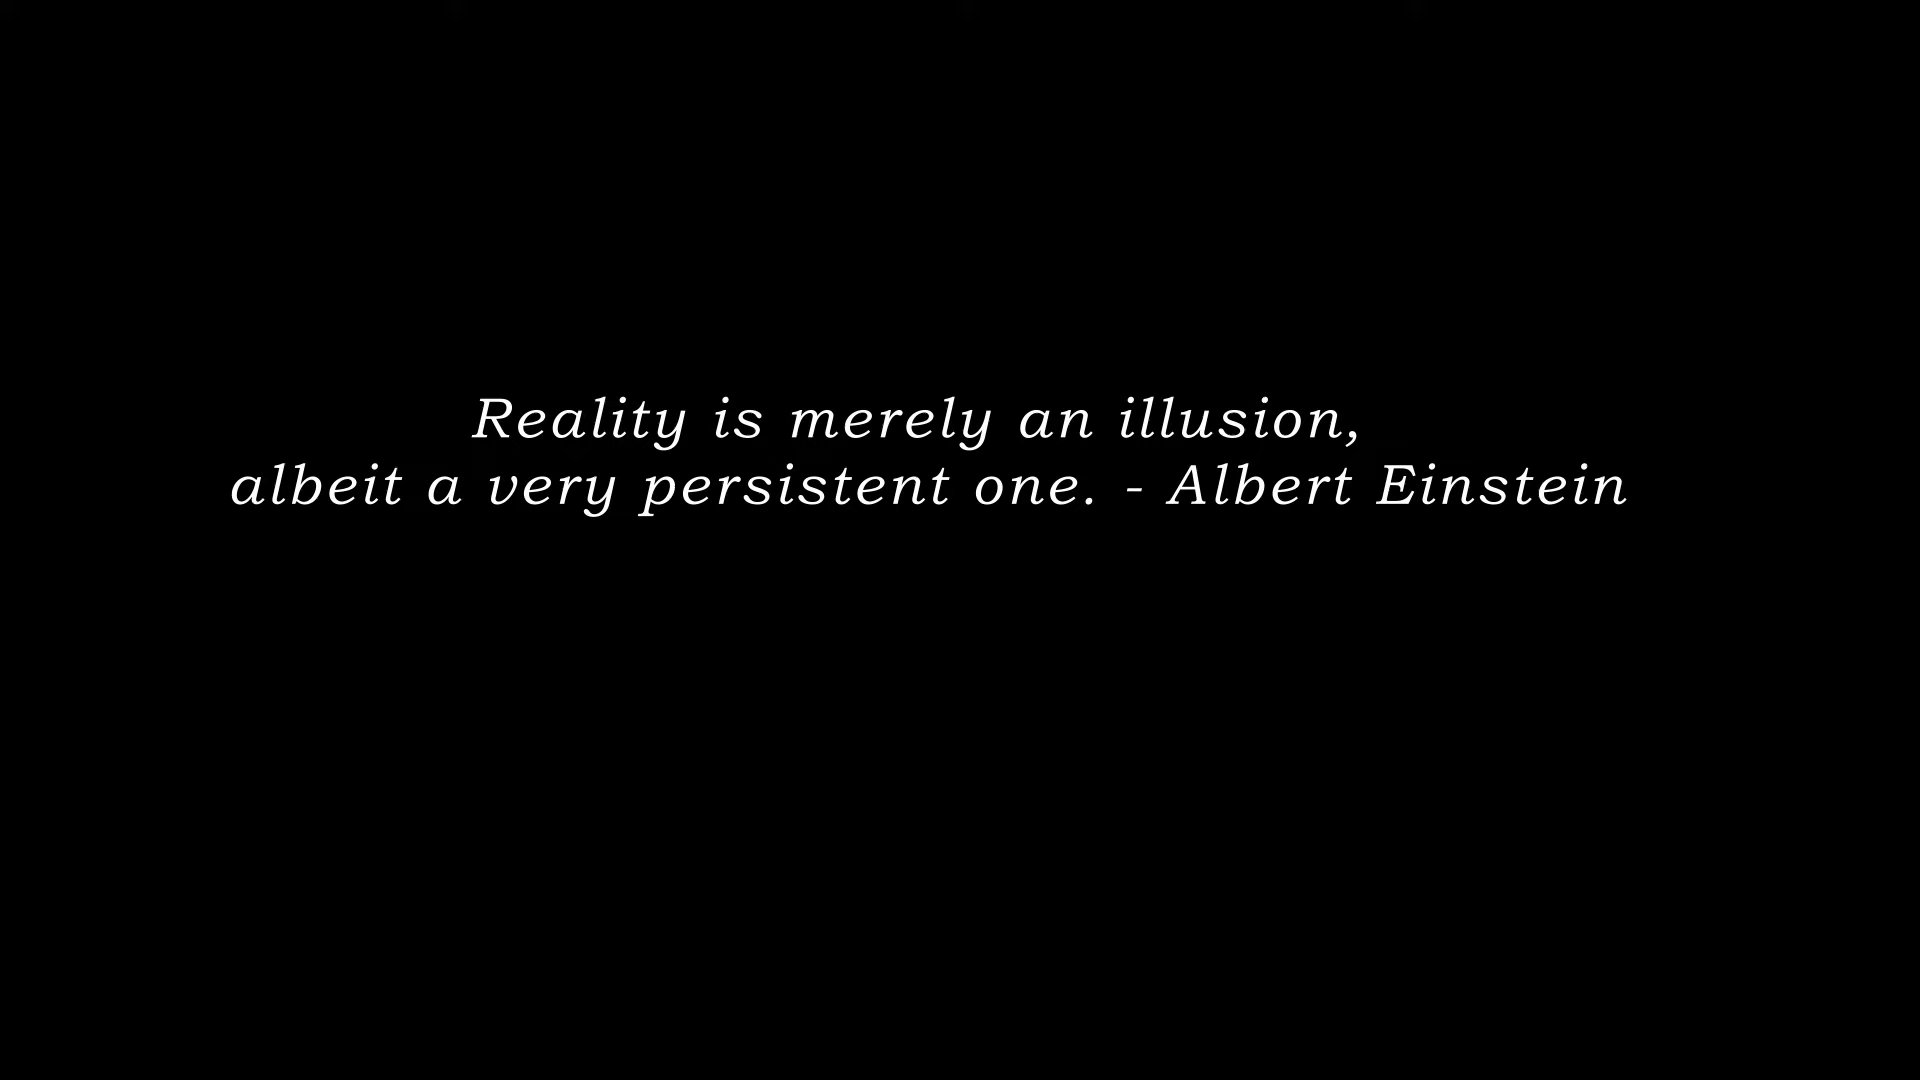 Reality is merely an illusion,
albeit a very persistent one. - Albert Einstein